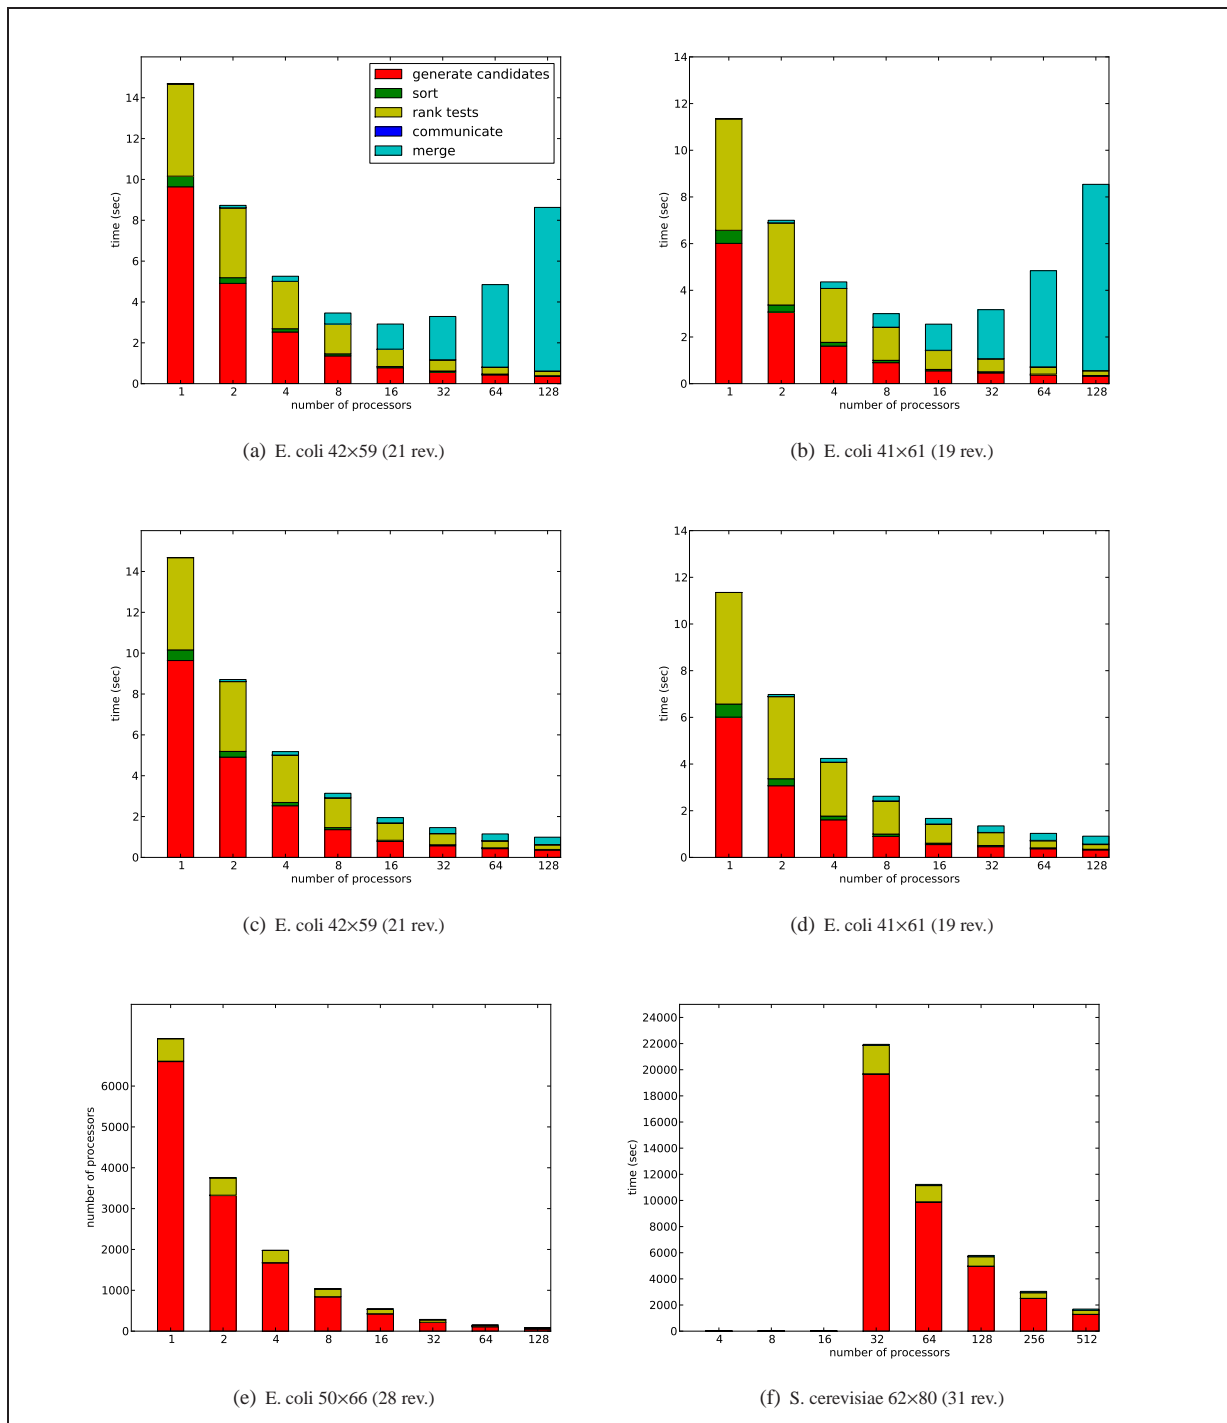 14
12
10
8
6
4
2
0
time (sec)
generate candidates
sort
rank tests
communicate
merge
1 2 4 8 16 32 64 128
number of processors
(a) E. coli 42×59 (21 rev.)
14
12
10
8
6
4
2
0
time (sec)
1 2 4 8 16 32 64 128
number of processors
(b) E. coli 41×61 (19 rev.)
14
12
10
8
6
4
2
0
time (sec)
1 2 4 8 16 32 64 128
number of processors
(c) E. coli 42×59 (21 rev.)
14
12
10
8
6
4
2
0
time (sec)
1 2 4 8 16 32 64 128
number of processors
(d) E. coli 41×61 (19 rev.)
6000
4000
3000
2000
1000
0
number of processors
1 2 4 8 16 32 64 128
(e) E. coli 50×66 (28 rev.)
24000
22000
20000
18000
16000
14000
12000
10000
8000
6000
4000
2000
0
time (sec)
4 8 16 32 64 128 256 512
number of processors
(f) S. cerevisiae 62×80 (31 rev.)